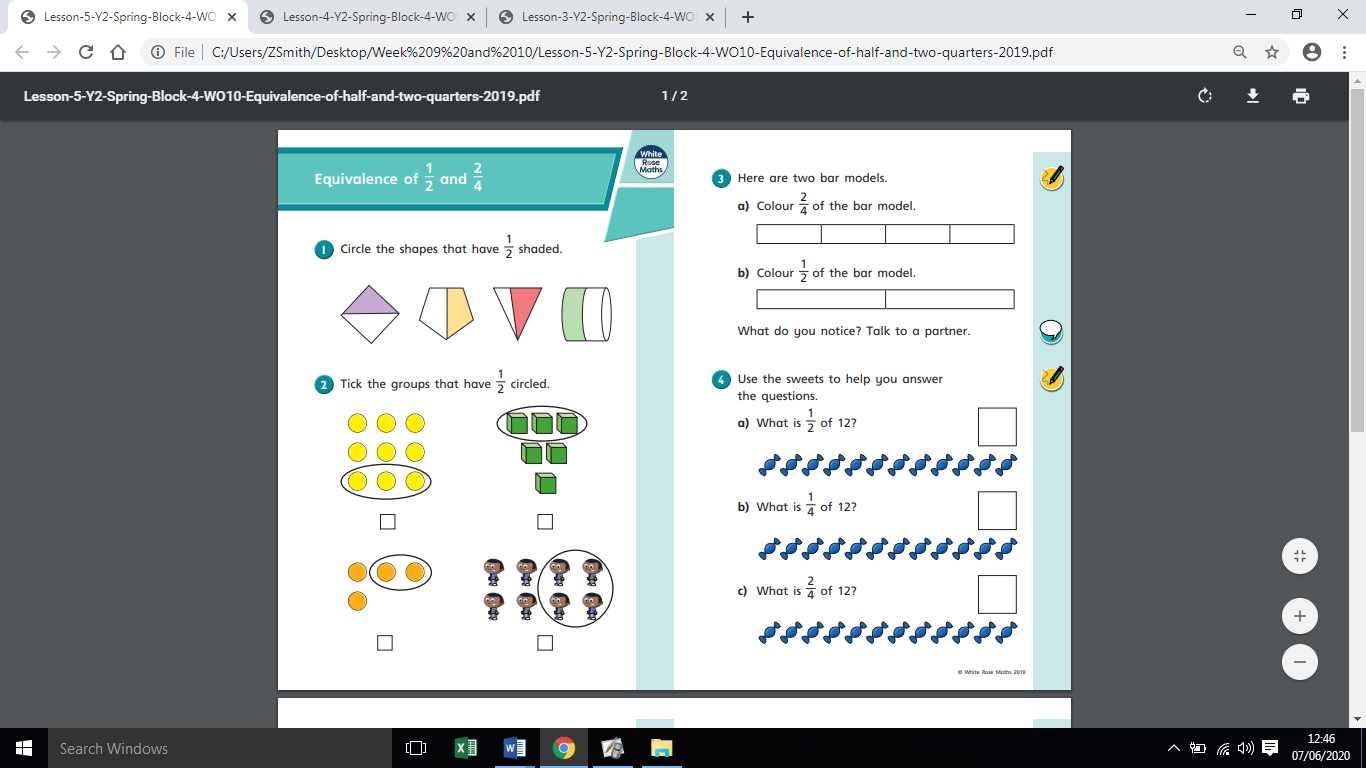 Lesson-5-Y2-Spring-Block-4-WO
Lesson-4-Y2-Spring-Block-4-WO
Lesson-3-Y2-Spring-Block-4-WO
File
C:/Users/ZSmith/Desktop/Week%209%20and%2010/Lesson-5-Y2-Spring-Block-4-WO10-Equivalence-of-half-and-two-quarters-2019.pdf
Lesson-5-Y2-Spring-Block-4-WO10-Equivalence-of-half-and-two-quarters-2019.pdf
1 / 2
Equivalence of 1/2 and 2/4
White
Rose
Maths
1 Circle the shapes that have 1/2 shaded.
2 Tick the groups that have 1/2 circled.
3 Here are two bar models.
a) Colour 2/4 of the bar model.
b) Colour 1/2 of the bar model.
What do you notice? Talk to a partner.
4 Use the sweets to help you answer
the questions.
a) What is 1/2 of 12?
b) What is 1/4 of 12?
c) What is 2/4 of 12?
© White Rose Maths 2019
Search Windows
12:46
07/06/2020